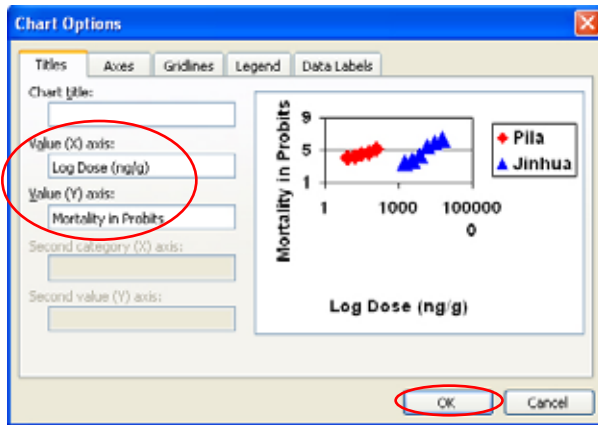 Chart Options
Titles
Axes
Gridlines
Legend
Data Labels
Chart title:
Value (X) axis:
Log Dose (ng/g)
Value (Y) axis:
Mortality in Probits
Second category (X) axis:
Second value (Y) axis:
Mortality in Probits
9
5
1
1
1000
100000
0
Log Dose (ng/g)
Pila
Jinhua
OK
Cancel